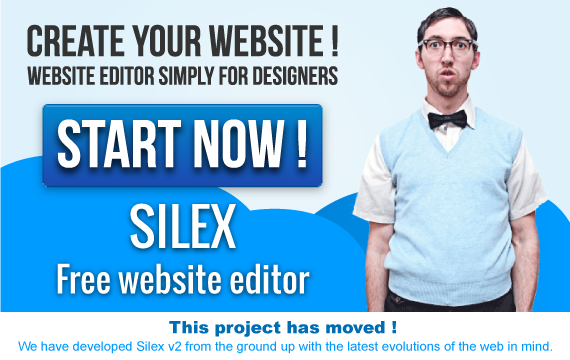 CREATE YOUR WEBSITE !
WEBSITE EDITOR SIMPLY FOR DESIGNERS
START NOW !
SILEX
Free website editor
This project has moved !
We have developed Silex v2 from the ground up with the latest evolutions of the web in mind.